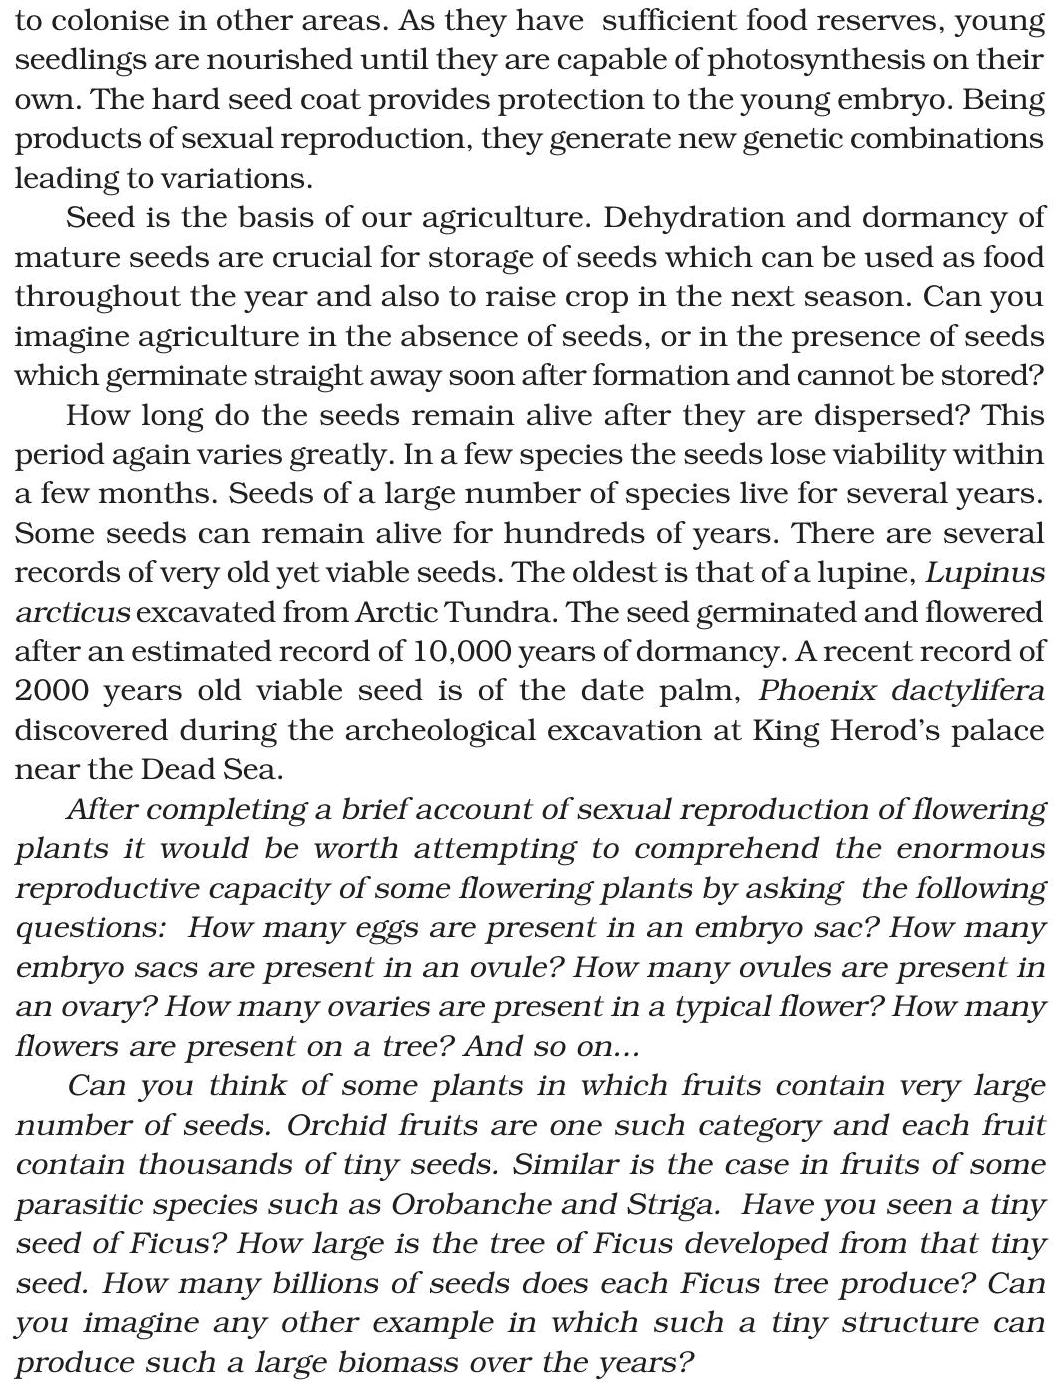 to colonise in other areas. As they have  sufficient food reserves, young
seedlings are nourished until they are capable of photosynthesis on their
own. The hard seed coat provides protection to the young embryo. Being
products of sexual reproduction, they generate new genetic combinations
leading to variations.
Seed is the basis of our agriculture. Dehydration and dormancy of
mature seeds are crucial for storage of seeds which can be used as food
throughout the year and also to raise crop in the next season. Can you
imagine agriculture in the absence of seeds, or in the presence of seeds
which germinate straight away soon after formation and cannot be stored?
How long do the seeds remain alive after they are dispersed? This
period again varies greatly. In a few species the seeds lose viability within
a few months. Seeds of a large number of species live for several years.
Some seeds can remain alive for hundreds of years. There are several
records of very old yet viable seeds. The oldest is that of a lupine, Lupinus
arcticus excavated from Arctic Tundra. The seed germinated and flowered
after an estimated record of 10,000 years of dormancy. A recent record of
2000 years old viable seed is of the date palm, Phoenix dactylifera
discovered during the archeological excavation at King Herod's palace
near the Dead Sea.
After completing a brief account of sexual reproduction of flowering
plants it would be worth attempting to comprehend the enormous
reproductive capacity of some flowering plants by asking  the following
questions:  How many eggs are present in an embryo sac? How many
embryo sacs are present in an ovule? How many ovules are present in
an ovary? How many ovaries are present in a typical flower? How many
flowers are present on a tree? And so on...
Can you think of some plants in which fruits contain very large
number of seeds. Orchid fruits are one such category and each fruit
contain thousands of tiny seeds. Similar is the case in fruits of some
parasitic species such as Orobanche and Striga.  Have you seen a tiny
seed of Ficus? How large is the tree of Ficus developed from that tiny
seed. How many billions of seeds does each Ficus tree produce? Can
you imagine any other example in which such a tiny structure can
produce such a large biomass over the years?